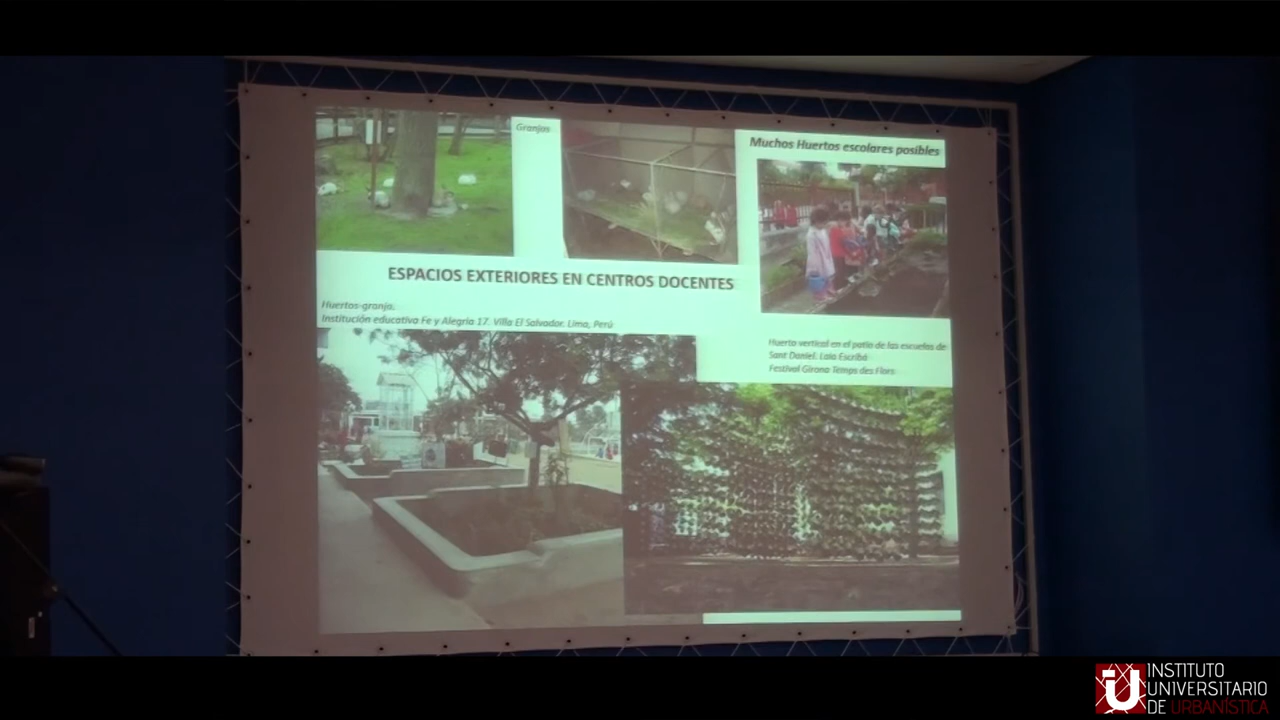 Granjas
Muchos Huertos escolares posibles
ESPACIOS EXTERIORES EN CENTROS DOCENTES
Huertos-granja.
Institución educativa Fe y Alegria 17. Villa El Salvador. Lima, Perú
Huerto vertical en el patio de las escuelas de
Sant Daniel. Laia Escribà
Festival Girona Temps des Flors
INSTITUTO
UNIVERSITARIO
DE URBANÍSTICA